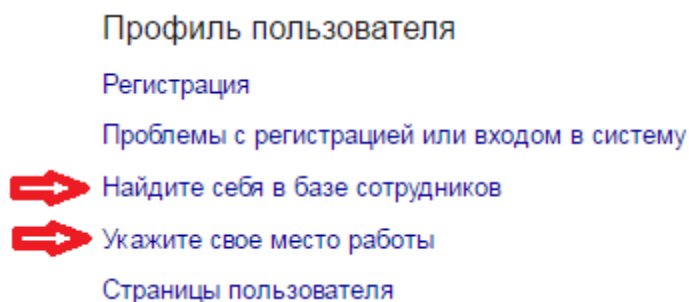 Профиль пользователя
Регистрация
Проблемы с регистрацией или входом в систему
Найдите себя в базе сотрудников
Укажите свое место работы
Страницы пользователя